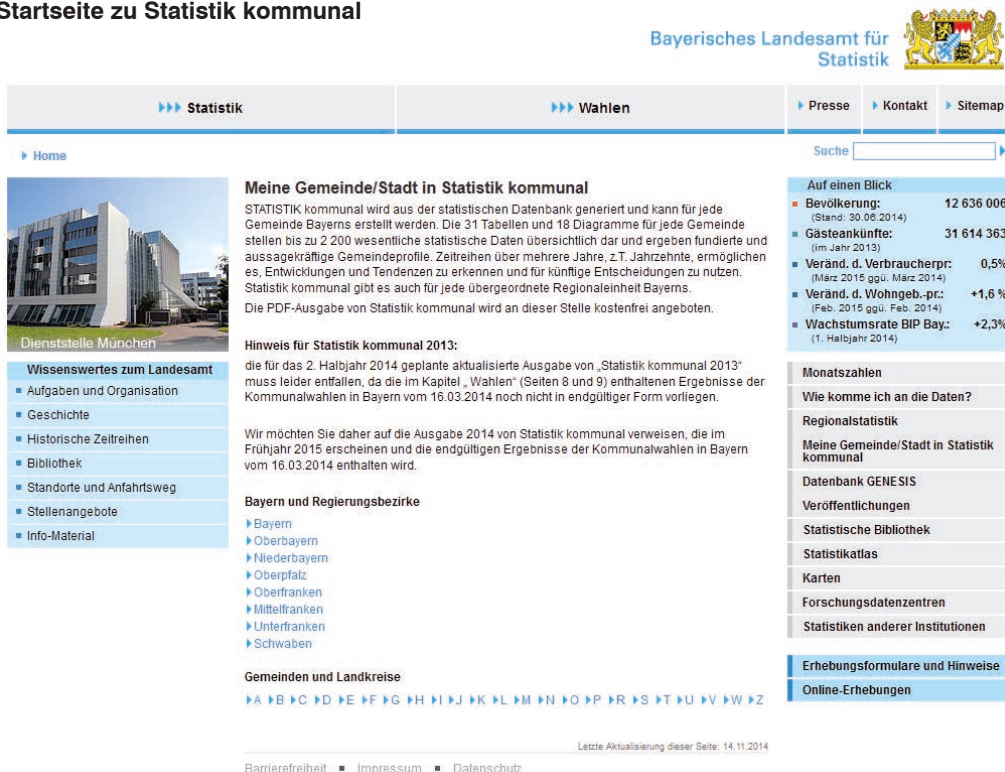 Startseite zu Statistik kommunal
Bayerisches Landesamt für
Statistik
Statistik
Wahlen
Presse
Kontakt
Sitemap
Home
Suche
Dienststelle München
Wissenswertes zum Landesamt
Aufgaben und Organisation
Geschichte
Historische Zeitreihen
Bibliothek
Standorte und Anfahrtsweg
Stellenangebote
Info-Material
Meine Gemeinde/Stadt in Statistik kommunal
STATISTIK kommunal wird aus der statistischen Datenbank generiert und kann für jede
Gemeinde Bayerns erstellt werden. Die 31 Tabellen und 18 Diagramme für jede Gemeinde
stellen bis zu 2 200 wesentliche statistische Daten übersichtlich dar und ergeben fundierte und
aussagekräftige Gemeindeprofile. Zeitreihen über mehrere Jahre, z.T. Jahrzehnte, ermöglichen
es, Entwicklungen und Tendenzen zu erkennen und für künftige Entscheidungen zu nutzen.
Statistik kommunal gibt es auch für jede übergeordnete Regionaleinheit Bayerns.
Die PDF-Ausgabe von Statistik kommunal wird an dieser Stelle kostenfrei angeboten.
Hinweis für Statistik kommunal 2013:
die für das 2. Halbjahr 2014 geplante aktualisierte Ausgabe von „Statistik kommunal 2013“
muss leider entfallen, da die im Kapitel „ Wahlen“ (Seiten 8 und 9) enthaltenen Ergebnisse der
Kommunalwahlen in Bayern vom 16.03.2014 noch nicht in endgültiger Form vorliegen.
Wir möchten Sie daher auf die Ausgabe 2014 von Statistik kommunal verweisen, die im
Frühjahr 2015 erscheinen und die endgültigen Ergebnisse der Kommunalwahlen in Bayern
vom 16.03.2014 enthalten wird.
Bayern und Regierungsbezirke
Bayern
Oberbayern
Niederbayern
Oberpfalz
Oberfranken
Mittelfranken
Unterfranken
Schwaben
Gemeinden und Landkreise
A B C D E F G H I J K L M N O P R S T U V W Z
Letzte Aktualisierung dieser Seite: 14.11.2014
Barrierefreiheit ▪ Impressum ▪ Datenschutz
Auf einen Blick
Bevölkerung: 12 636 006
(Stand: 30.06.2014)
Gästeankünfte: 31 614 363
(im Jahr 2013)
Veränd. d. Verbraucherpr: 0,5%
(März 2015 ggü. März 2014)
Veränd. d. Wohngeb.-pr.: +1,6 %
(Feb. 2015 ggü. Feb. 2014)
Wachstumsrate BIP Bay.: +2,3%
(1. Halbjahr 2014)
Monatszahlen
Wie komme ich an die Daten?
Regionalstatistik
Meine Gemeinde/Stadt in Statistik
kommunal
Datenbank GENESIS
Veröffentlichungen
Statistische Bibliothek
Statistikatlas
Karten
Forschungsdatenzentren
Statistiken anderer Institutionen
Erhebungsformulare und Hinweise
Online-Erhebungen